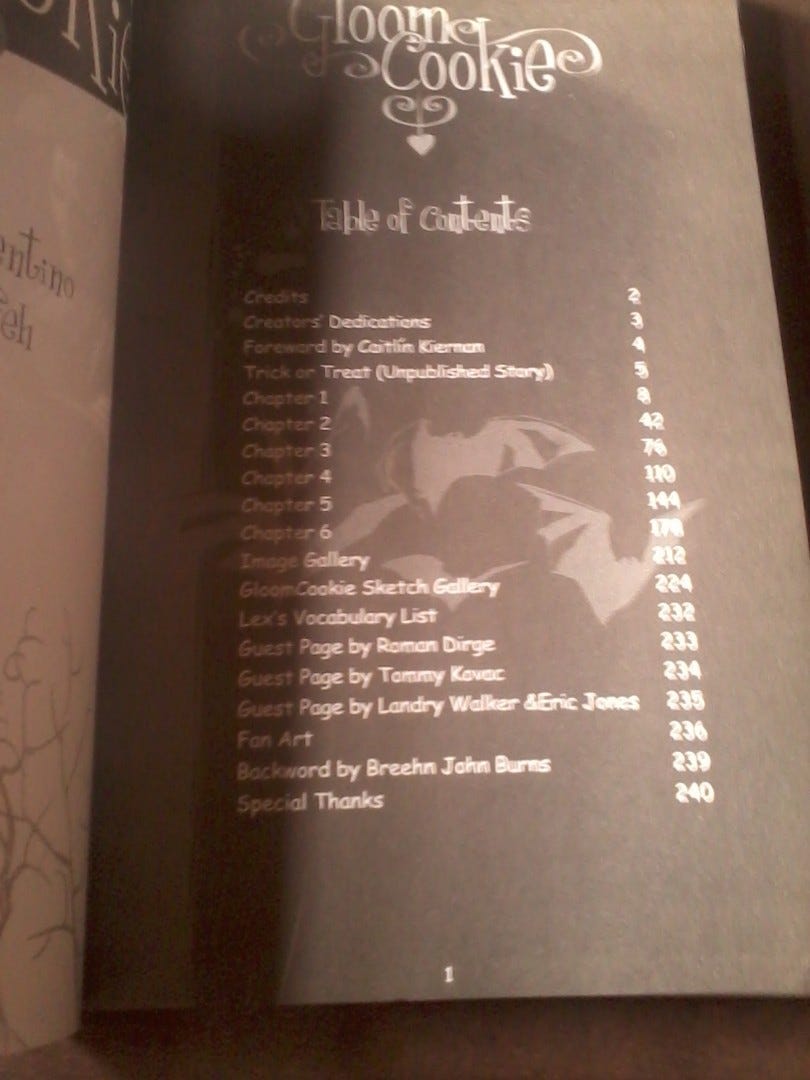 entino
Gloom
Cookie
Table of Contents
Credits 2
Creators' Dedications 3
Foreword by Caitlín Kiernan 4
Trick or Treat (Unpublished Story) 5
Chapter 1 8
Chapter 2 42
Chapter 3 76
Chapter 4 110
Chapter 5 144
Chapter 6 178
Image Gallery 212
GloomCookie Sketch Gallery 224
Lex's Vocabulary List 232
Guest Page by Roman Dirge 233
Guest Page by Tommy Kovac 234
Guest Page by Landry Walker &Eric Jones 235
Fan Art 236
Backword by Breehn John Burns 239
Special Thanks 240
1